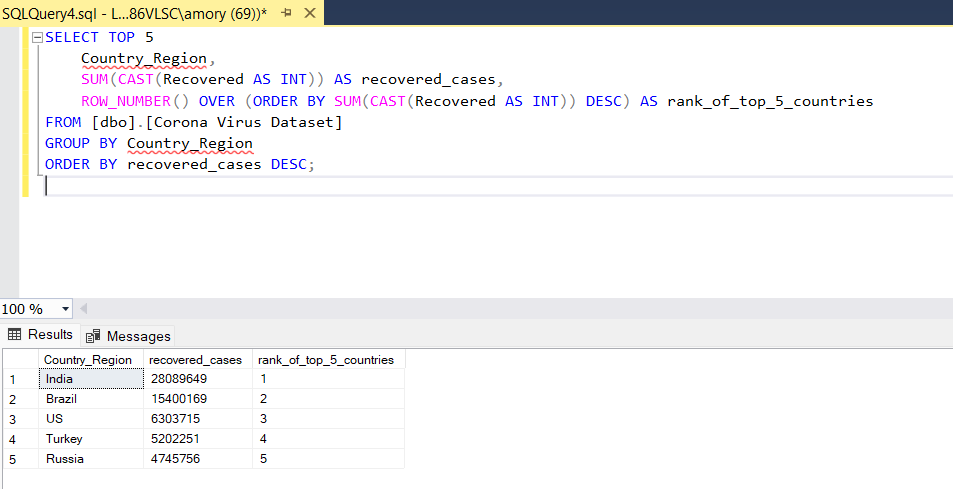 SQLQuery4.sql - L...86VLSC\amory (69))*
SELECT TOP 5
Country_Region,
SUM(CAST(Recovered AS INT)) AS recovered_cases,
ROW_NUMBER() OVER (ORDER BY SUM(CAST(Recovered AS INT)) DESC) AS rank_of_top_5_countries
FROM [dbo].[Corona Virus Dataset]
GROUP BY Country_Region
ORDER BY recovered_cases DESC;
100 %
Results Messages
Country_Region recovered_cases rank_of_top_5_countries
1 India 28089649 1
2 Brazil 15400169 2
3 US 6303715 3
4 Turkey 5202251 4
5 Russia 4745756 5